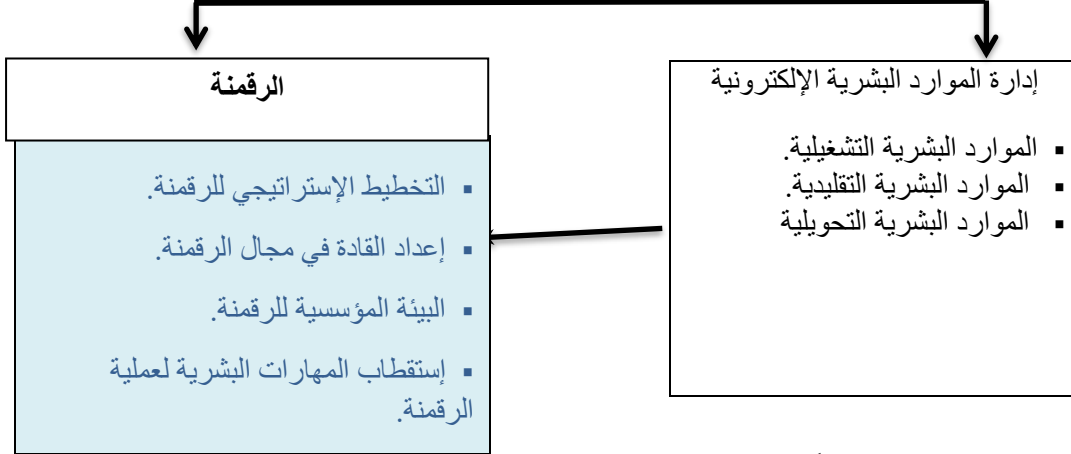 إدارة الموارد البشرية الإلكترونية
▪ الموارد البشرية التشغيلية.
▪ الموارد البشرية التقليدية.
▪ الموارد البشرية التحويلية
الرقمنة
▪ التخطيط الإستراتيجي للرقمنة.
▪ إعداد القادة في مجال الرقمنة.
▪ البيئة المؤسسية للرقمنة.
▪ إستقطاب المهارات البشرية لعملية
الرقمنة.